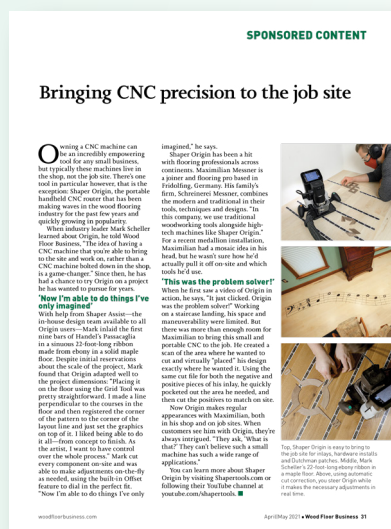 SPONSORED CONTENT
Bringing CNC precision to the job site
Owning a CNC machine can
be an incredibly empowering
tool for any small business,
but typically these machines live in
the shop, not the job site. There's one
tool in particular however, that is the
exception: Shaper Origin, the portable
handheld CNC router that has been
making waves in the wood flooring
industry for the past few years and
quickly growing in popularity.
When industry leader Mark Scheller
learned about Origin, he told Wood
Floor Business, "The idea of having a
CNC machine that you're able to bring
to the site and work on, rather than a
CNC machine bolted down in the shop,
is a game-changer." Since then, he has
had a chance to try Origin on a project
he has wanted to pursue for years.
'Now I'm able to do things I've
only imagined'
With help from Shaper Assist—the
in-house design team available to all
Origin users—Mark inlaid the first
nine bars of Handel's Passacaglia
in a sinuous 22-foot-long ribbon
made from ebony in a solid maple
floor. Despite initial reservations
about the scale of the project, Mark
found that Origin adapted well to
the project dimensions: "Placing it
on the floor using the Grid Tool was
pretty straightforward. I made a line
perpendicular to the courses in the
floor and then registered the corner
of the pattern to the corner of the
layout line and just set the graphics
on top of it. I liked being able to do
it all—from concept to finish. As
the artist, I want to have control
over the whole process." Mark cut
every component on-site and was
able to make adjustments on-the-fly
as needed, using the built-in Offset
feature to dial in the perfect fit.
"Now I'm able to do things I've only
imagined," he says.
Shaper Origin has been a hit
with flooring professionals across
continents. Maximilian Messner is
a joiner and flooring pro based in
Fridolfing, Germany. His family's
firm, Schreinerei Messner, combines
the modern and traditional in their
tools, techniques and designs. "In
this company, we use traditional
woodworking tools alongside high-
tech machines like Shaper Origin."
For a recent medallion installation,
Maximilian had a mosaic idea in his
head, but he wasn't sure how he'd
actually pull it off on-site and which
tools he'd use.
'This was the problem solver!'
When he first saw a video of Origin in
action, he says, "It just clicked. Origin
was the problem solver!" Working
on a staircase landing, his space and
maneuverability were limited. But
there was more than enough room for
Maximilian to bring this small and
portable CNC to the job. He created a
scan of the area where he wanted to
cut and virtually "placed" his design
exactly where he wanted it. Using the
same cut file for both the negative and
positive pieces of his inlay, he quickly
pocketed out the area he needed, and
then cut the positives to match on site.
Now Origin makes regular
appearances with Maximilian, both
in his shop and on job sites. When
customers see him with Origin, they're
always intrigued. "They ask, 'What is
that?' They can't believe such a small
machine has such a wide range of
applications."
You can learn more about Shaper
Origin by visiting Shapertools.com or
following their YouTube channel at
youtube.com/shapertools.
Top, Shaper Origin is easy to bring to
the job site for inlays, hardware installs
and Dutchman patches. Middle, Mark
Scheller's 22-foot-long ebony ribbon in
a maple floor. Above, using automatic
cut correction, you steer Origin while
it makes the necessary adjustments in
real time.
woodfloorbusiness.com
April/May 2021 ■ Wood Floor Business 31